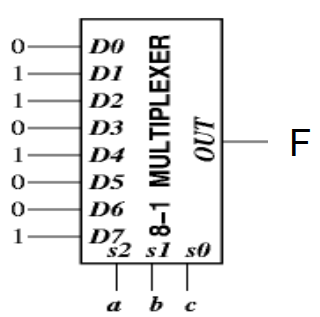 0 D0
1 D1
1 D2
0 D3
1 D4
0 D5
0 D6
1 D7
8-1 MULTIPLEXER
OUT
F
s2 s1 s0
a b c